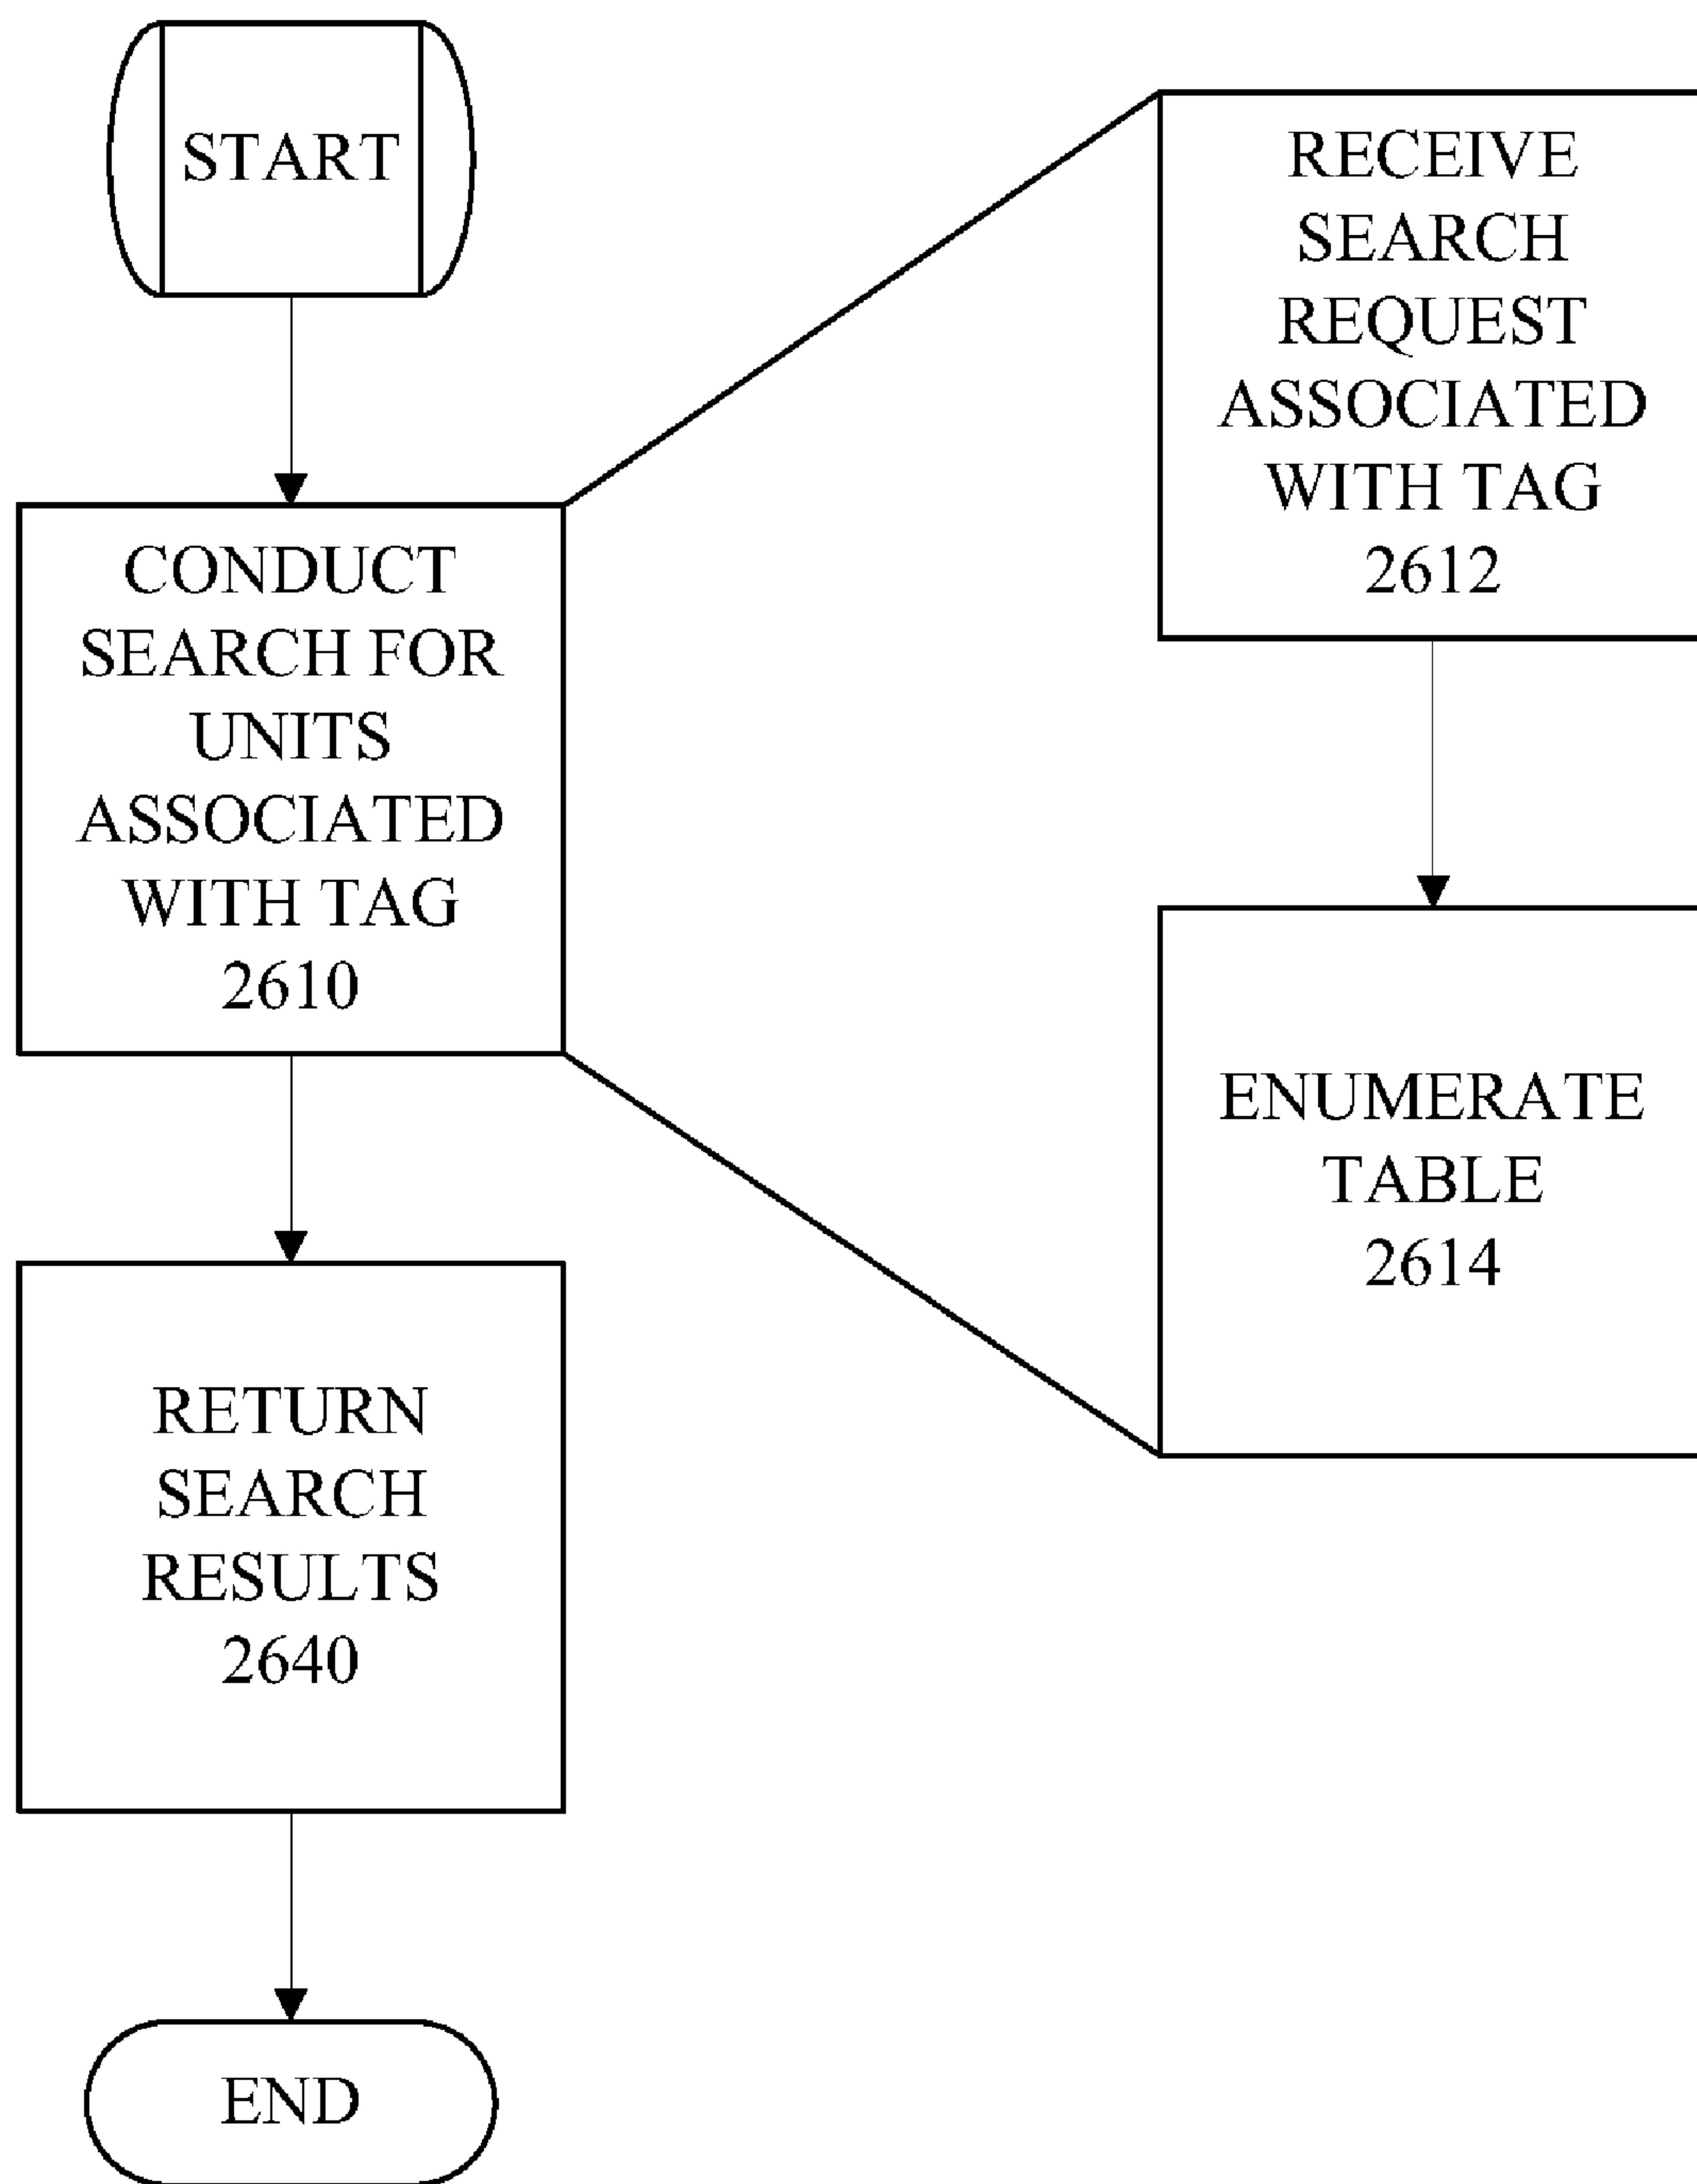 START
CONDUCT
SEARCH FOR
UNITS
ASSOCIATED
WITH TAG
2610
RETURN
SEARCH
RESULTS
2640
END
RECEIVE
SEARCH
REQUEST
ASSOCIATED
WITH TAG
2612
ENUMERATE
TABLE
2614